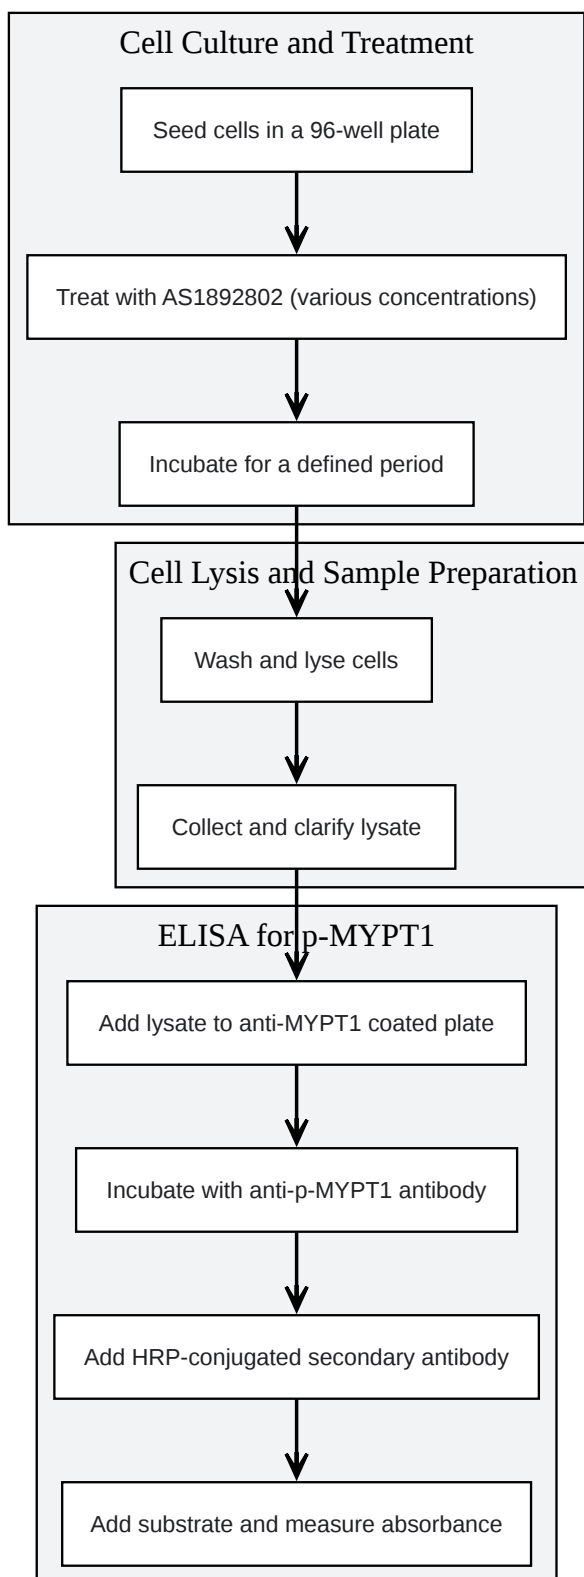 Cell Culture and Treatment
Seed cells in a 96-well plate
Treat with AS1892802 (various concentrations)
Incubate for a defined period
Cell Lysis and Sample Preparation
Wash and lyse cells
Collect and clarify lysate
ELISA for p-MYPT1
Add lysate to anti-MYPT1 coated plate
Incubate with anti-p-MYPT1 antibody
Add HRP-conjugated secondary antibody
Add substrate and measure absorbance